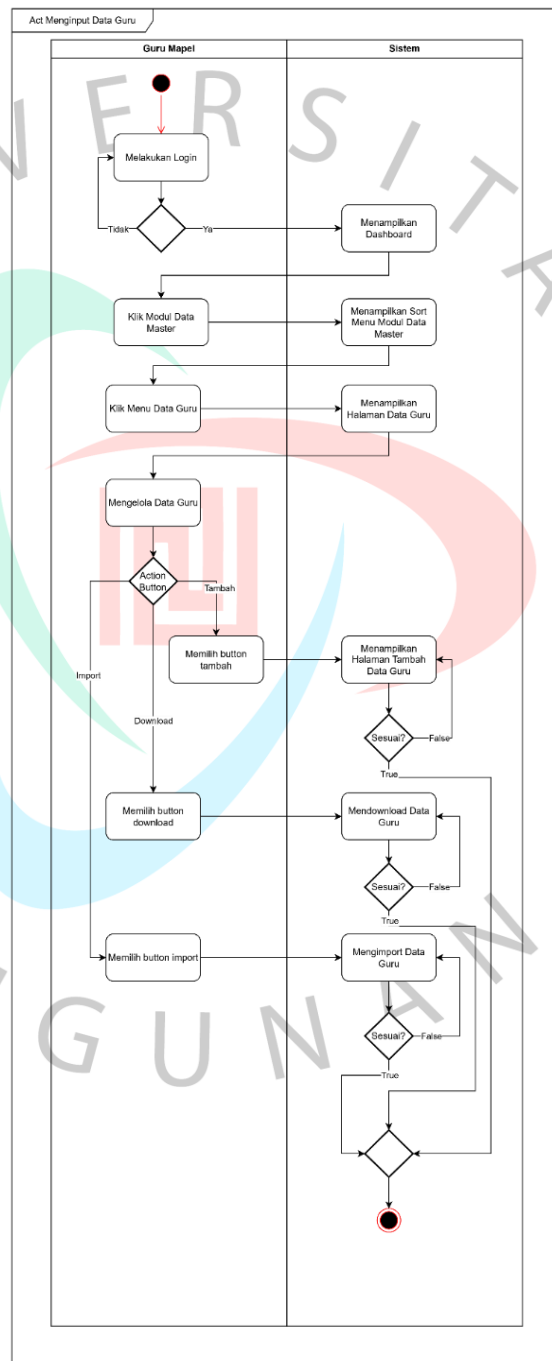 Act Menginput Data Guru
Guru Mapel
Sistem
Melakukan Login
Tidak
Ya
Menampilkan
Dashboard
Klik Modul Data
Master
Menampilkan Sort
Menu Modul Data
Master
Klik Menu Data Guru
Menampilkan
Halaman Data Guru
Mengelola Data Guru
Action
Button
Tambah
Memilih button
tambah
Menampilkan
Halaman Tambah
Data Guru
Import
Sesuai?
False
Download
True
Memilih button
download
Mendownload Data
Guru
Sesuai?
False
True
Memilih button import
Mengimport Data
Guru
Sesuai?
False
True
VERSITA
GUNAN